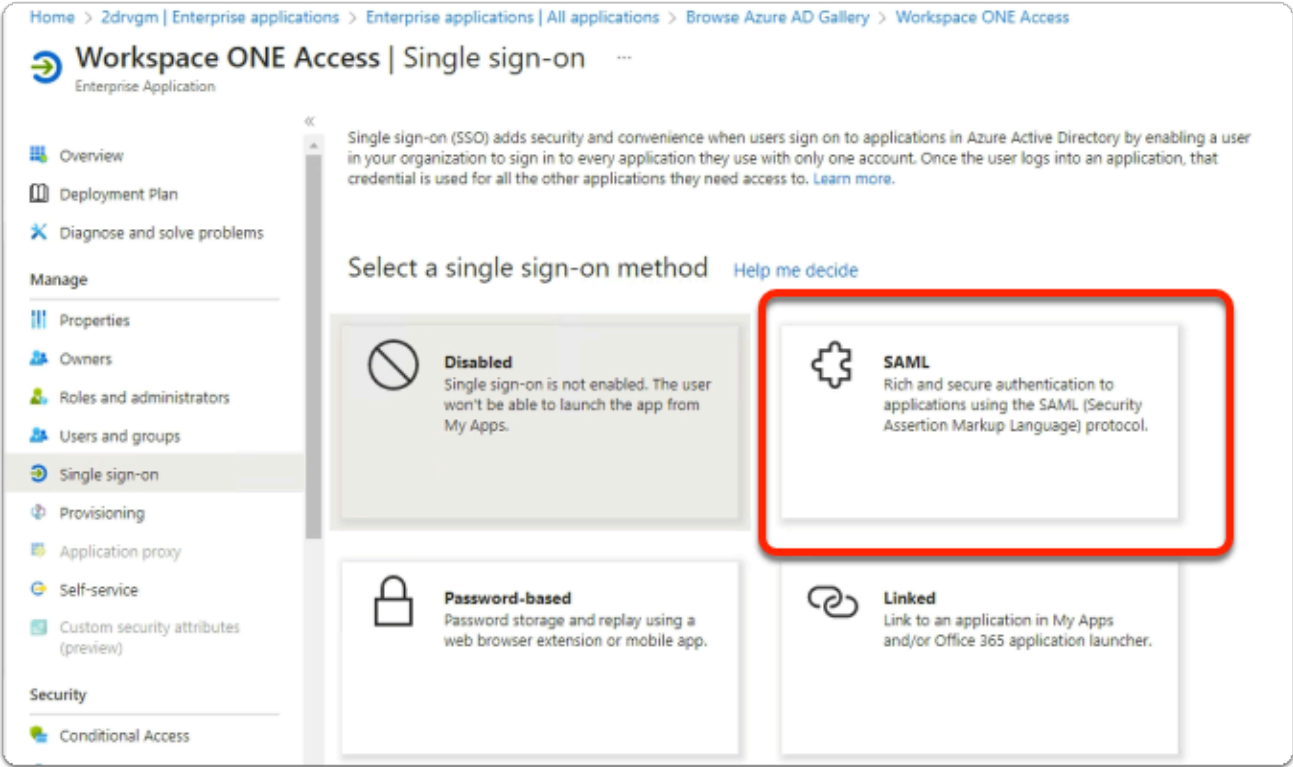 Home > 2drvgm | Enterprise applications > Enterprise applications | All applications > Browse Azure AD Gallery > Workspace ONE Access
Workspace ONE Access | Single sign-on ...
Enterprise Application
«
Overview
Deployment Plan
Diagnose and solve problems
Manage
Properties
Owners
Roles and administrators
Users and groups
Single sign-on
Provisioning
Application proxy
Self-service
Custom security attributes
(preview)
Security
Conditional Access
Single sign-on (SSO) adds security and convenience when users sign on to applications in Azure Active Directory by enabling a user
in your organization to sign in to every application they use with only one account. Once the user logs into an application, that
credential is used for all the other applications they need access to. Learn more.
Select a single sign-on method Help me decide
Disabled
Single sign-on is not enabled. The user
won't be able to launch the app from
My Apps.
SAML
Rich and secure authentication to
applications using the SAML (Security
Assertion Markup Language) protocol.
Password-based
Password storage and replay using a
web browser extension or mobile app.
Linked
Link to an application in My Apps
and/or Office 365 application launcher.